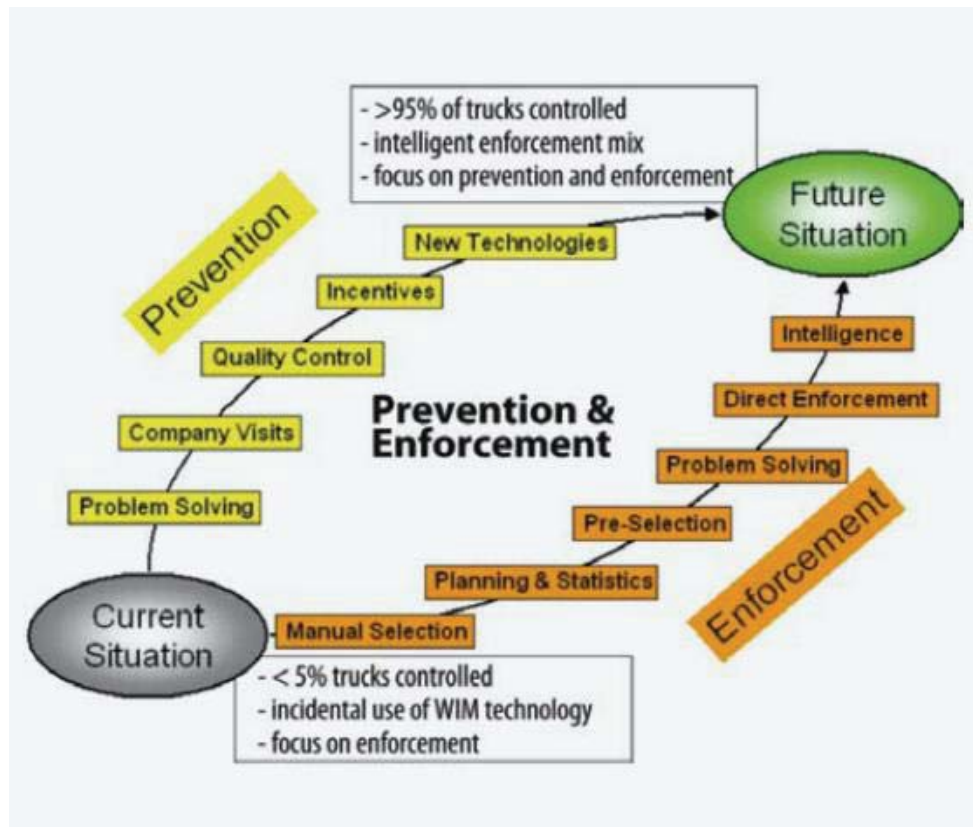 - >95% of trucks controlled
- intelligent enforcement mix
- focus on prevention and enforcement
Future
Situation
Prevention
New Technologies
Incentives
Quality Control
Company Visits
Problem Solving
Prevention &
Enforcement
Intelligence
Direct Enforcement
Problem Solving
Pre-Selection
Planning & Statistics
Manual Selection
Enforcement
Current
Situation
- < 5% trucks controlled
- incidental use of WIM technology
- focus on enforcement